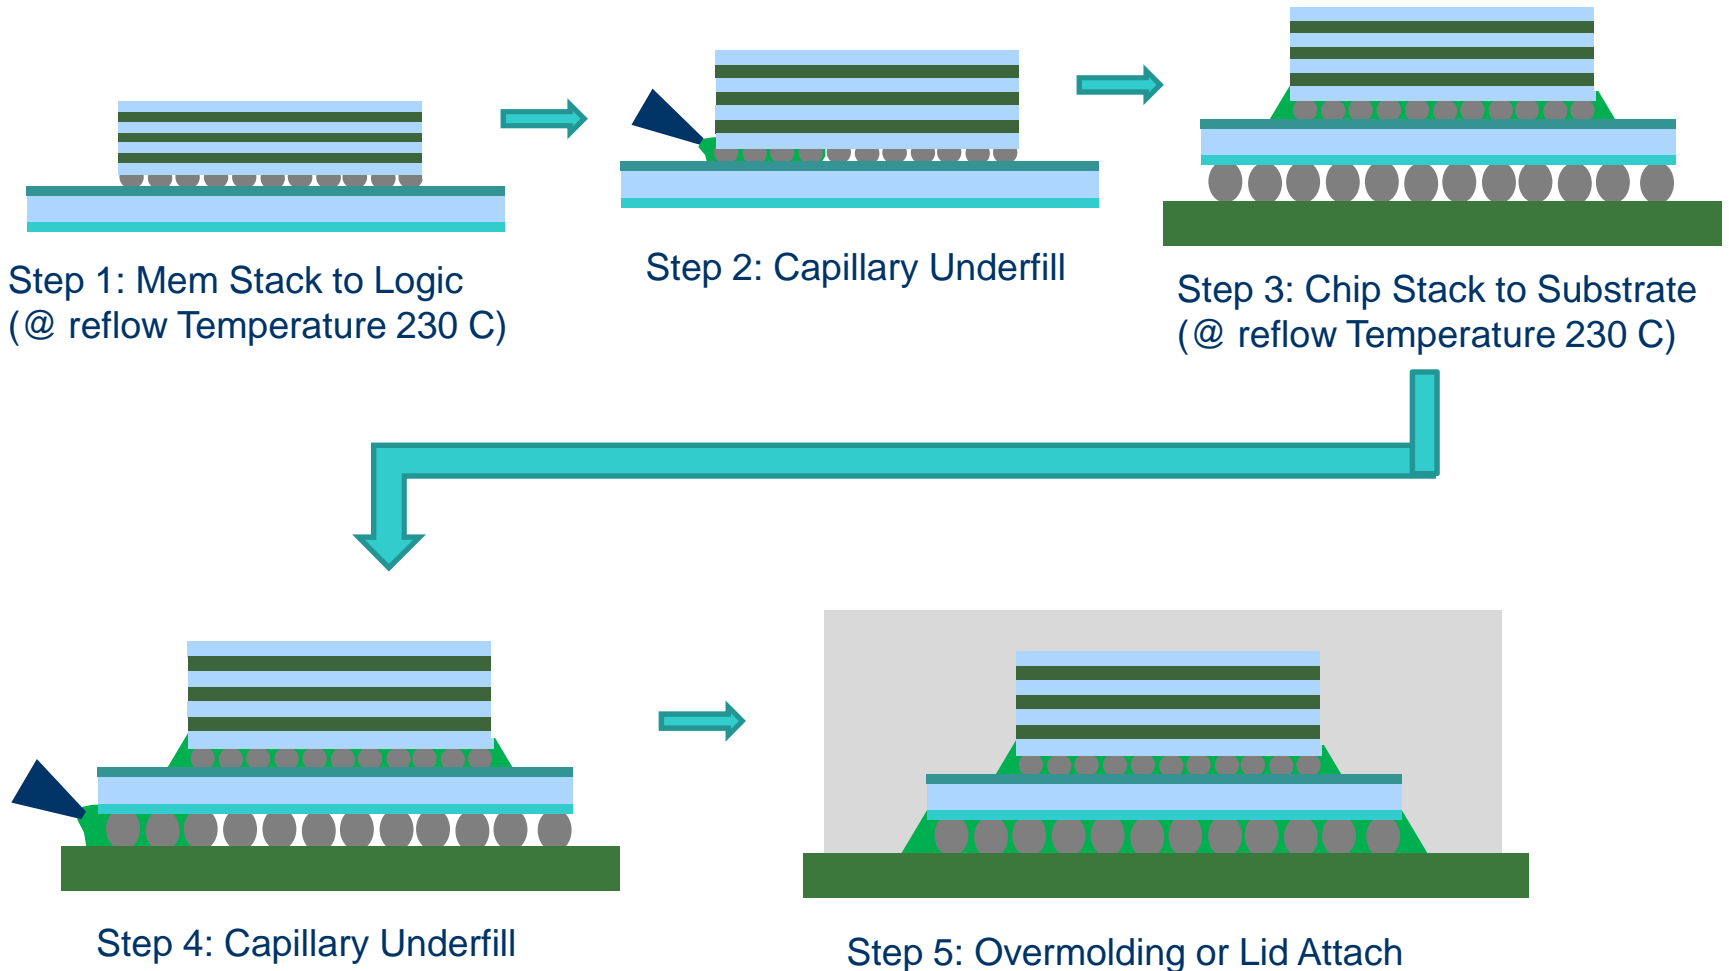 Step 1: Mem Stack to Logic
(@ reflow Temperature 230 C)
Step 2: Capillary Underfill
Step 3: Chip Stack to Substrate
(@ reflow Temperature 230 C)
Step 4: Capillary Underfill
Step 5: Overmolding or Lid Attach